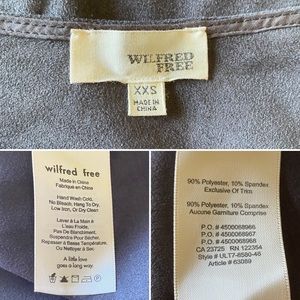 WILFRED
FREE
XXS
MADE IN
CHINA
wilfred free
Made in China
Fabriqué en Chine
Hand Wash Cold,
No Bleach, Hang To Dry,
Low Iron, Or Dry Clean
Laver à La Main à
L'eau Froide,
Pas De Blanchiment,
Suspendre Pour Sécher,
Repasser à Basse Température,
Ou Nettoyer à Sec
A little love
goes a long way
90% Polyester, 10% Spandex
Exclusive Of Trim
90% Polyester, 10% Spandex
Aucune Garniture Comprise
P.O. # 4500068966
P.O. # 4500068967
P.O. # 4500068968
CA 23725 RN 122354
Style # ULT7-8580-46
Article # 63089